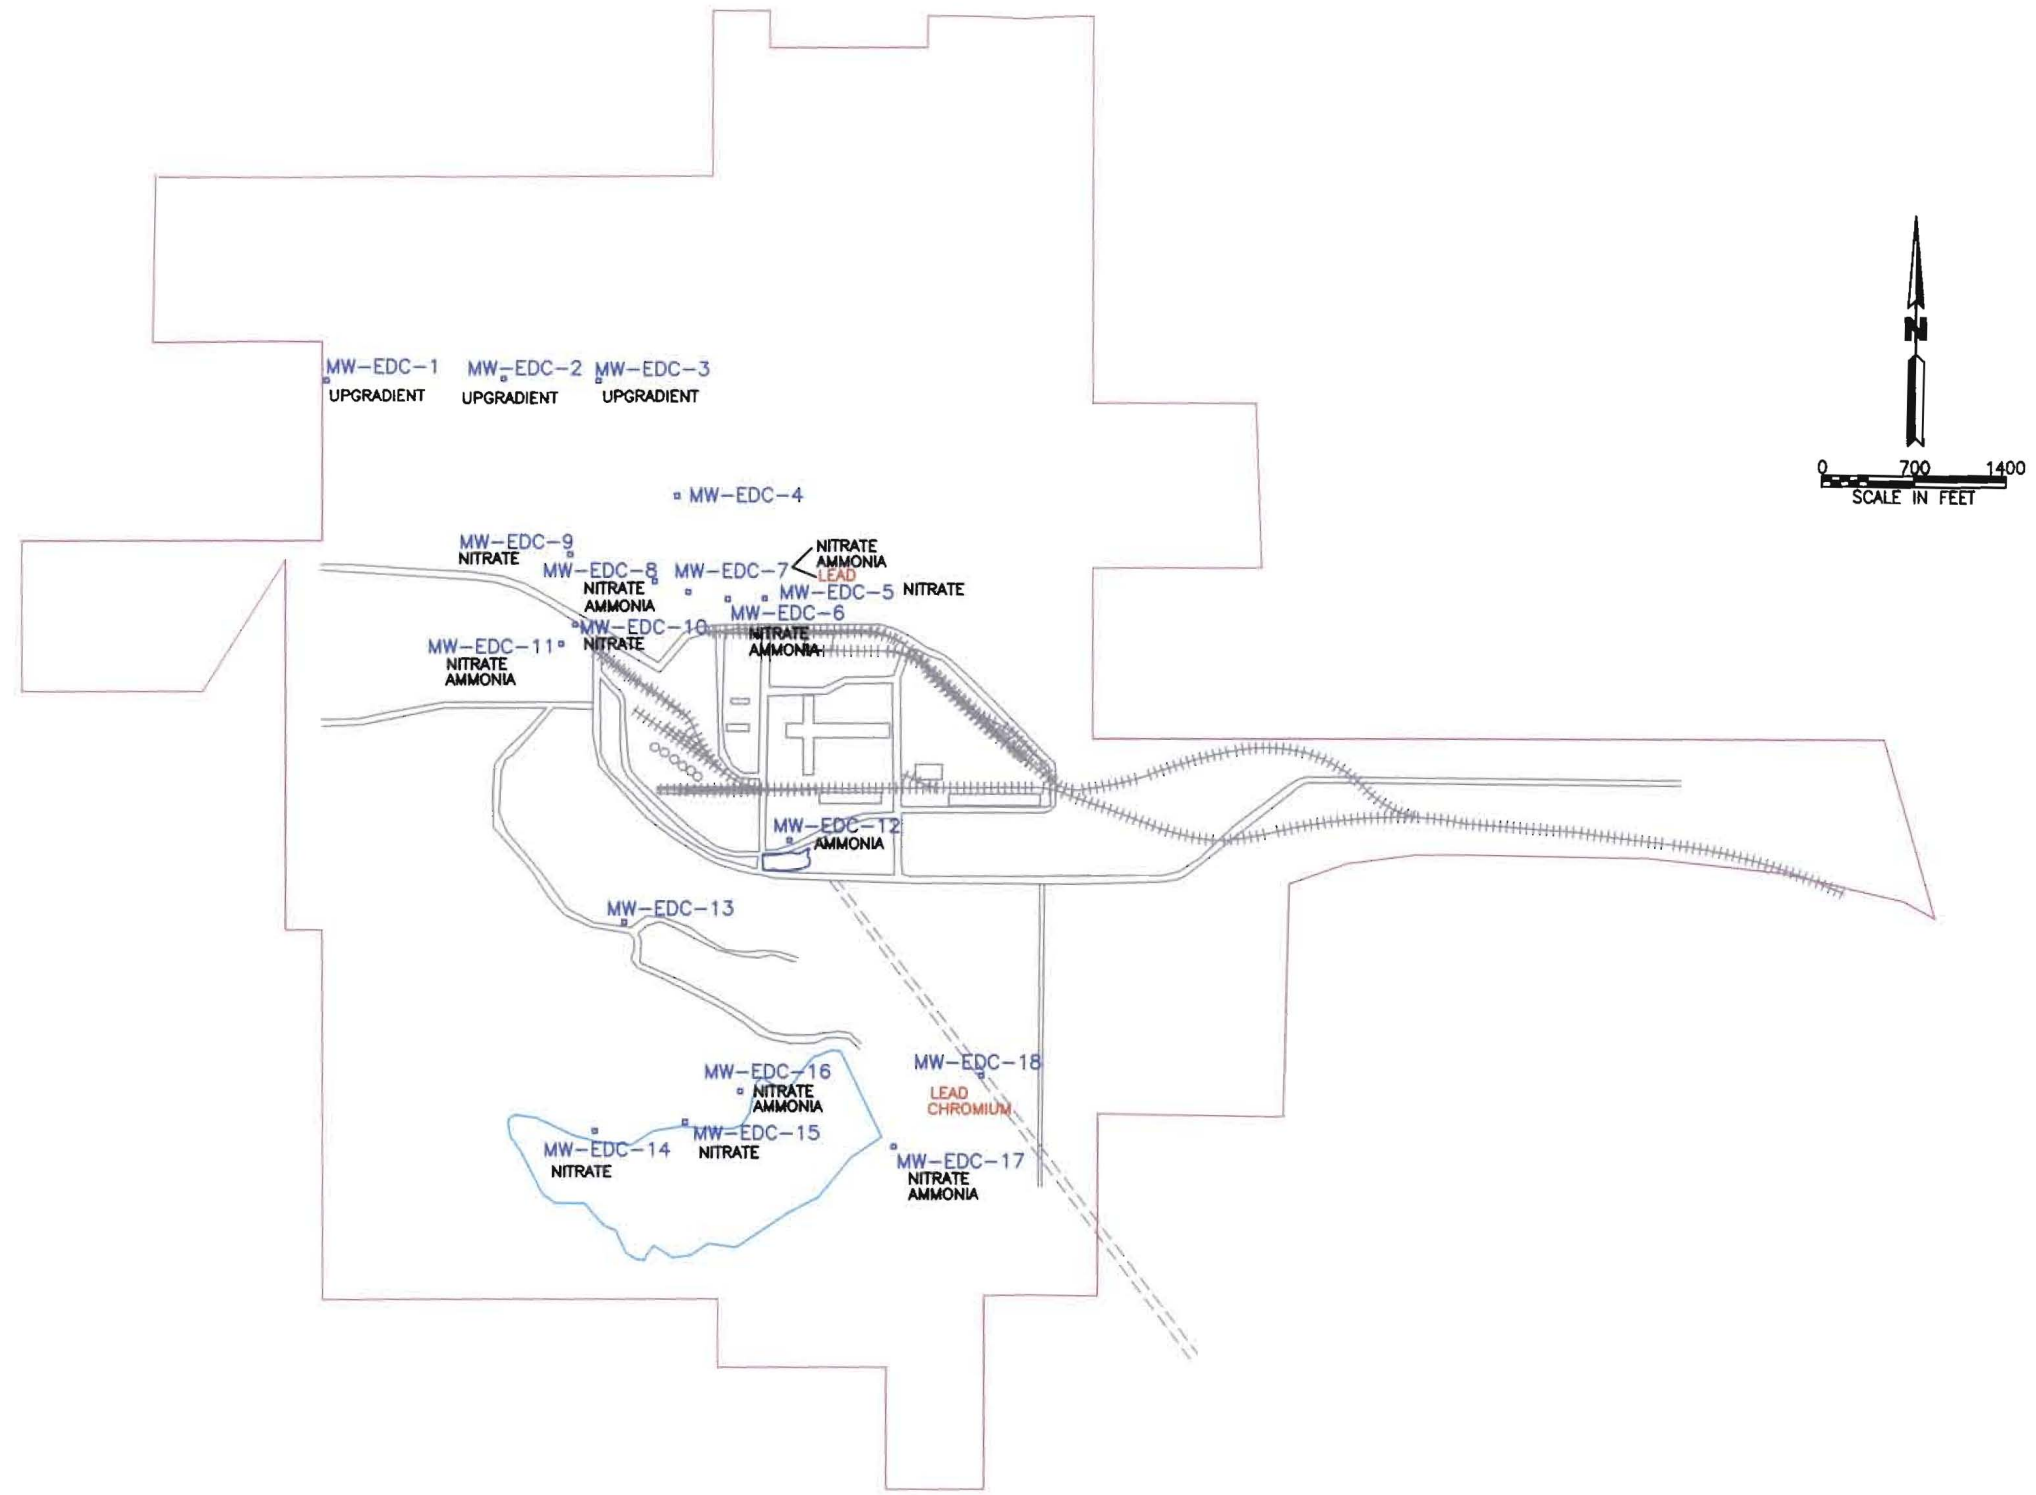 MW-EDC-1
UPGRADIENT
MW-EDC-2
UPGRADIENT
MW-EDC-3
UPGRADIENT
N
0 700 1400
SCALE IN FEET
MW-EDC-4
MW-EDC-9
NITRATE
MW-EDC-8
NITRATE
AMMONIA
MW-EDC-7
NITRATE
AMMONIA
LEAD
MW-EDC-5 NITRATE
MW-EDC-6
NITRATE
AMMONIA
MW-EDC-10
NITRATE
MW-EDC-11
NITRATE
AMMONIA
MW-EDC-12
AMMONIA
MW-EDC-13
MW-EDC-16
NITRATE
AMMONIA
MW-EDC-18
LEAD
CHROMIUM
MW-EDC-14
NITRATE
MW-EDC-15
NITRATE
MW-EDC-17
NITRATE
AMMONIA